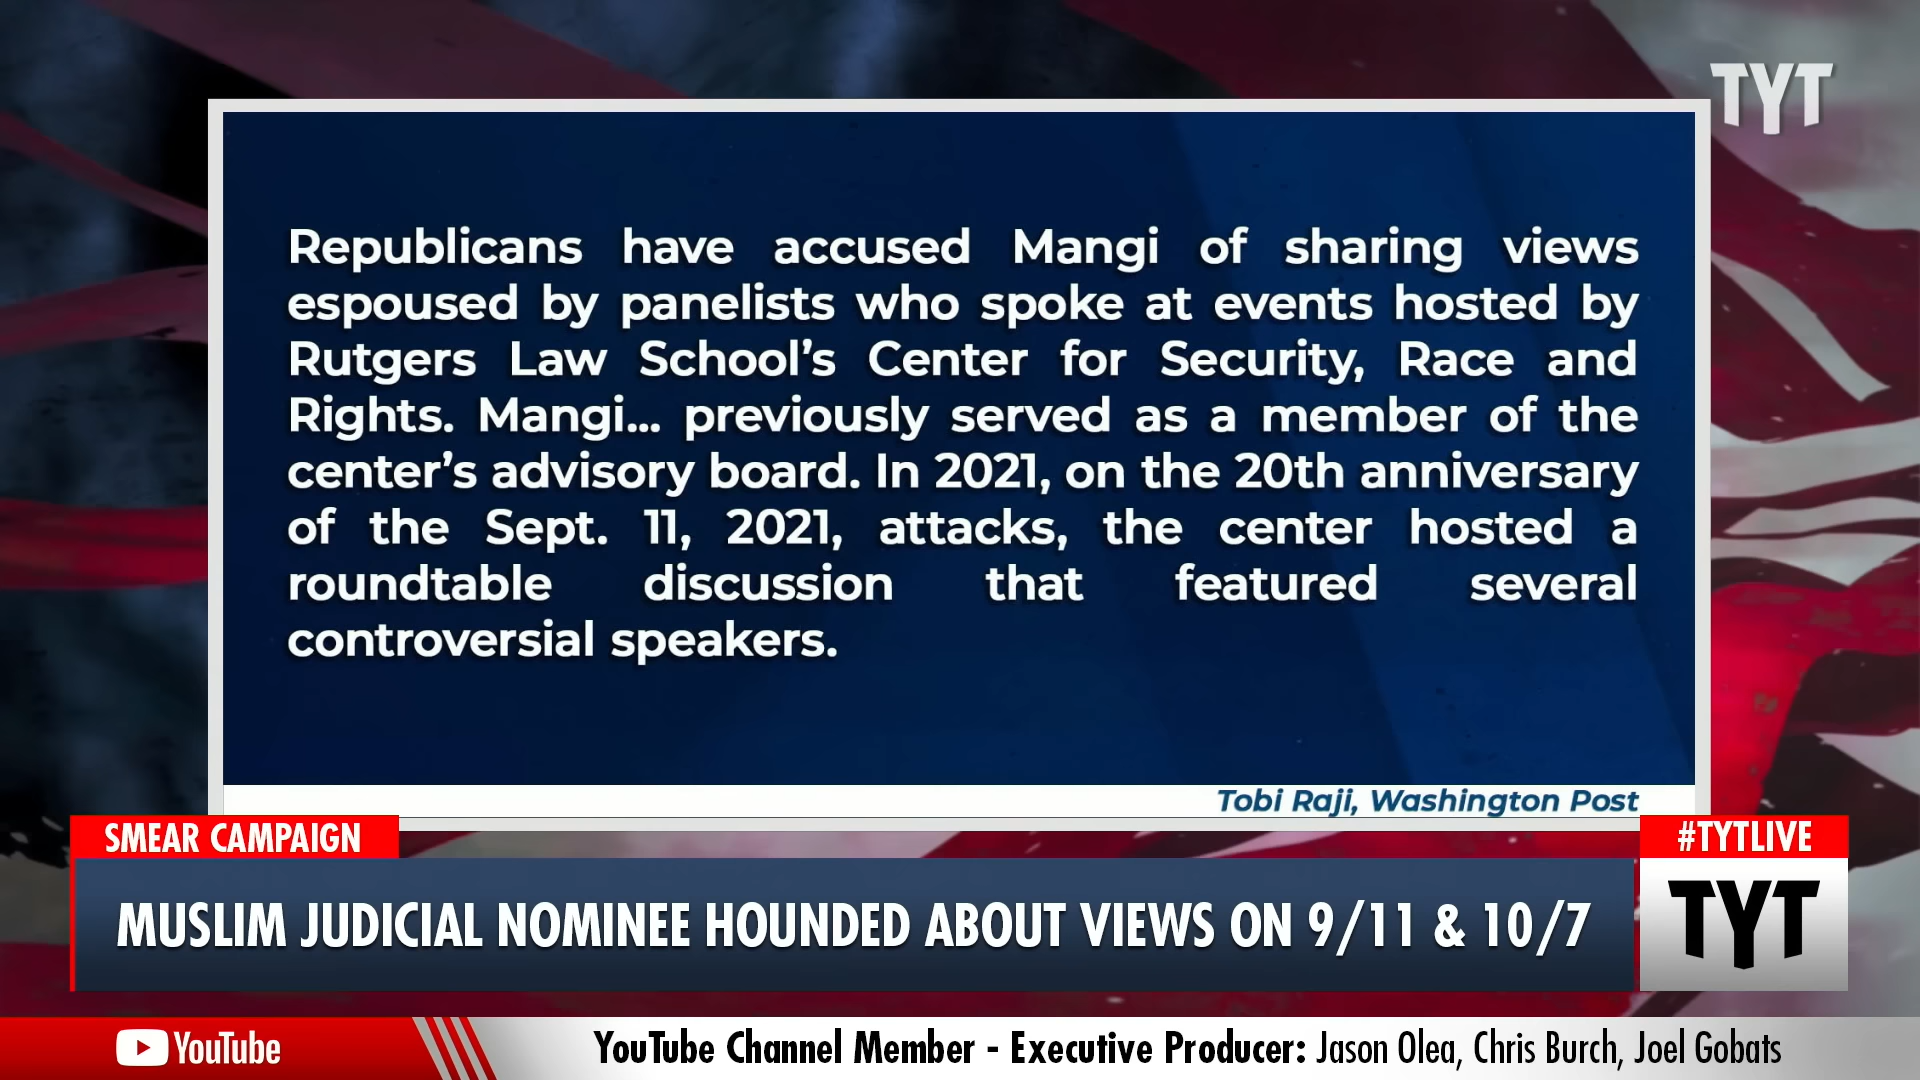 TYT
Republicans have accused Mangi of sharing views
espoused by panelists who spoke at events hosted by
Rutgers Law School's Center for Security, Race and
Rights. Mangi... previously served as a member of the
center's advisory board. In 2021, on the 20th anniversary
of the Sept. 11, 2021, attacks, the center hosted a
roundtable discussion that featured several
controversial speakers.
Tobi Raji, Washington Post
SMEAR CAMPAIGN
#TYTLIVE
MUSLIM JUDICIAL NOMINEE HOUNDED ABOUT VIEWS ON 9/11 & 10/7
TYT
YouTube
YouTube Channel Member - Executive Producer: Jason Olea, Chris Burch, Joel Gobats